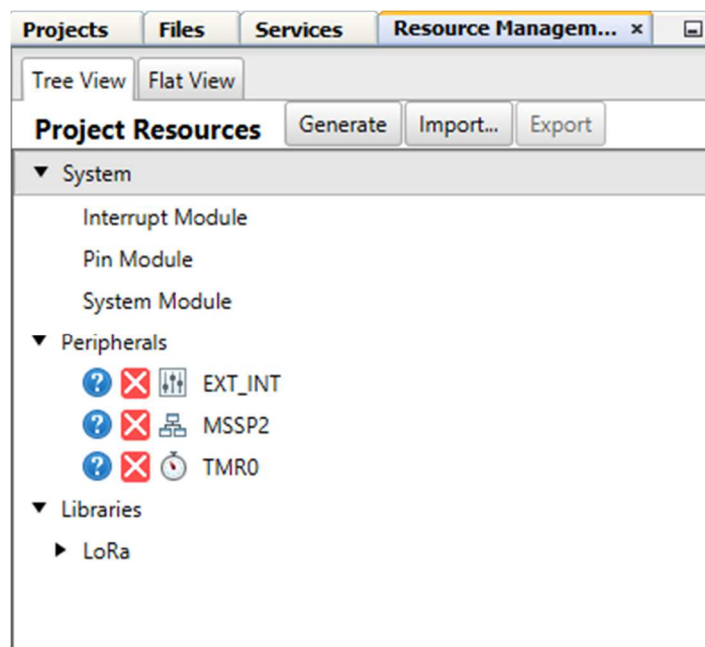 Projects Files Services Resource Managem... ×
Tree View Flat View
Project Resources Generate Import... Export
▼ System
Interrupt Module
Pin Module
System Module
▼ Peripherals
? EXT_INT
? MSSP2
? TMR0
▼ Libraries
► LoRa